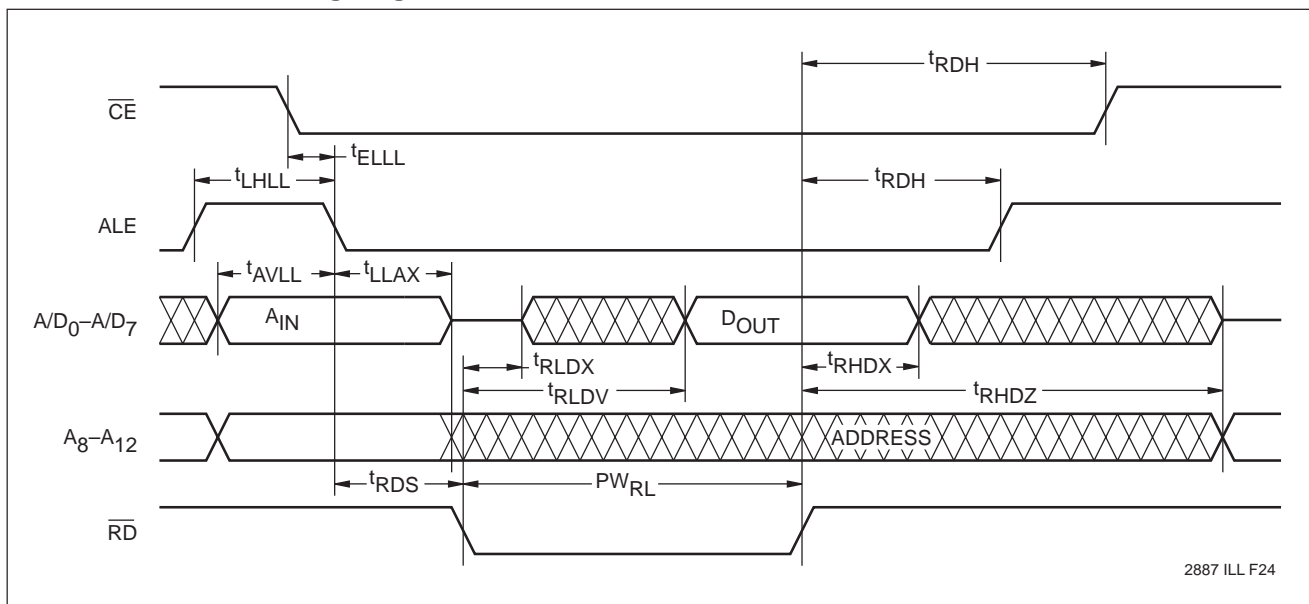 tRDH
CE
tELLL
tLHLL
tRDH
ALE
tAVLL
tLLAX
A/D0–A/D7
AIN
DOUT
tRLDX
tRHDX
tRLDV
tRHDZ
A8–A12
ADDRESS
tRDS
PWRL
RD
2887 ILL F24